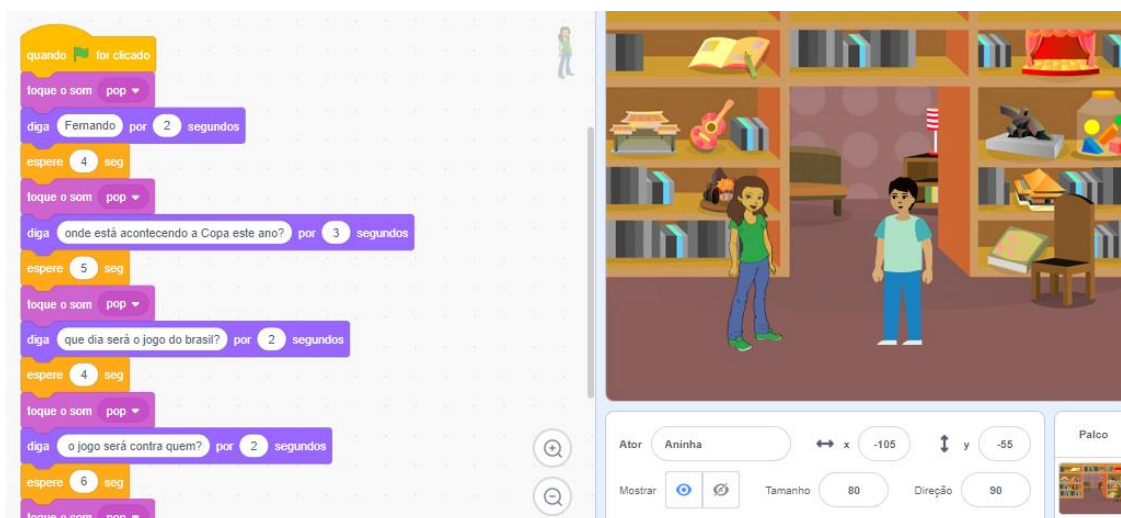 quando for clicado
toque o som pop
diga Fernando por 2 segundos
espere 4 seg
toque o som pop
diga onde está acontecendo a Copa este ano? por 3 segundos
espere 5 seg
toque o som pop
diga que dia será o jogo do brasil? por 2 segundos
espere 4 seg
toque o som pop
diga o jogo será contra quem? por 2 segundos
espere 6 seg
toque o som pop
Ator Aninha x -105 y -55
Mostrar Tamanho 80 Direção 90
Palco